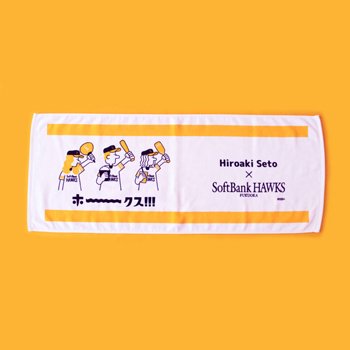 ホ〜〜〜クス!!!
Hiroaki Seto
×
SoftBank HAWKS
FUKUOKA